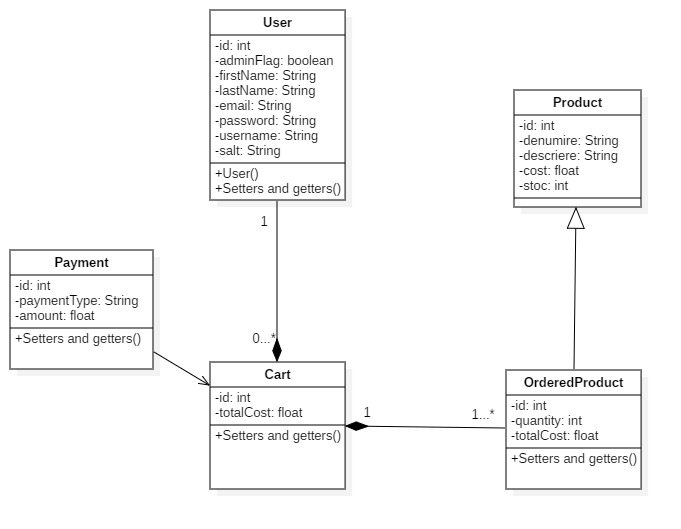 User
-id: int
-adminFlag: boolean
-firstName: String
-lastName: String
-email: String
-password: String
-username: String
-salt: String
+User()
+Setters and getters()
Product
-id: int
-denumire: String
-descriere: String
-cost: float
-stoc: int
1
0...*
Payment
-id: int
-paymentType: String
-amount: float
+Setters and getters()
Cart
-id: int
-totalCost: float
+Setters and getters()
1
1...*
OrderedProduct
-id: int
-quantity: int
-totalCost: float
+Setters and getters()